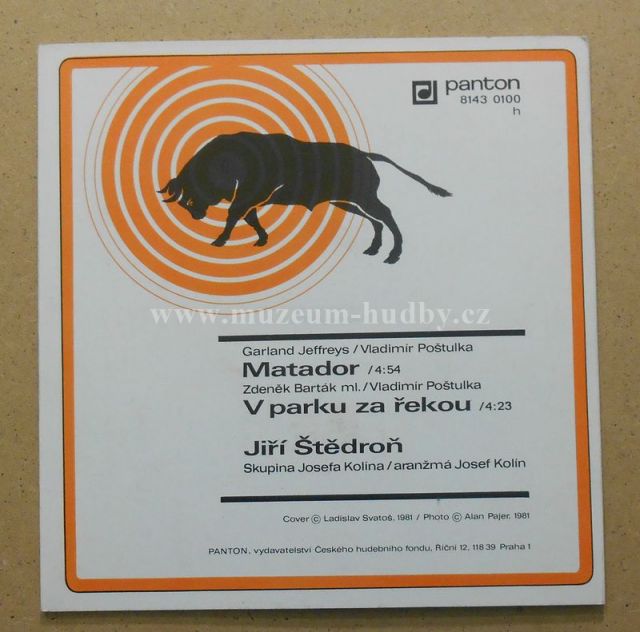 panton
8143 0100
h
www.muzeum-hudby.cz
Garland Jeffreys / Vladimír Poštulka
Matador / 4:54
Zdeněk Barták ml. / Vladimír Poštulka
V parku za řekou / 4:23
Jiří Štědroň
Skupina Josefa Kolina / aranžmá Josef Kolín
Cover © Ladislav Svatoš, 1981 / Photo © Alan Pajer, 1981
PANTON, vydavatelství Českého hudebního fondu, Říční 12, 118 39 Praha 1